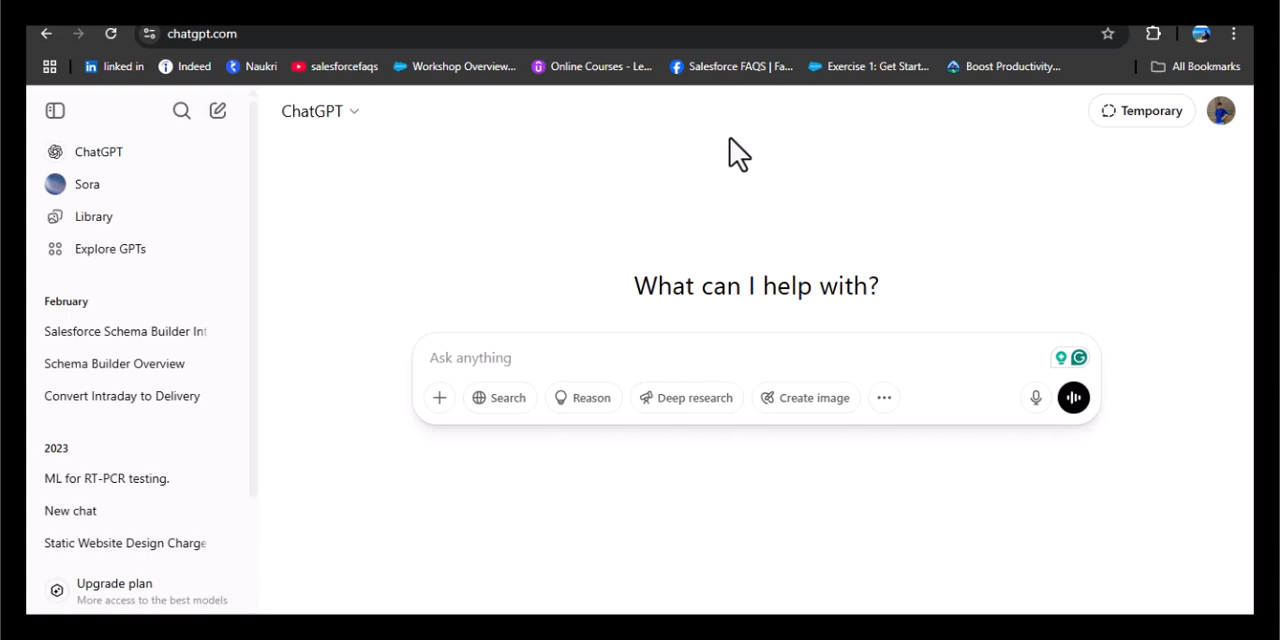 chatgpt.com
linked in
Indeed
Naukri
salesforcefaqs
Workshop Overview...
Online Courses - Le...
Salesforce FAQS | Fa...
Exercise 1: Get Start...
Boost Productivity...
All Bookmarks
ChatGPT
Temporary
ChatGPT
Sora
Library
Explore GPTs
February
Salesforce Schema Builder Int
Schema Builder Overview
Convert Intraday to Delivery
2023
ML for RT-PCR testing.
New chat
Static Website Design Charge
Upgrade plan
More access to the best models
What can I help with?
Ask anything
Search
Reason
Deep research
Create image